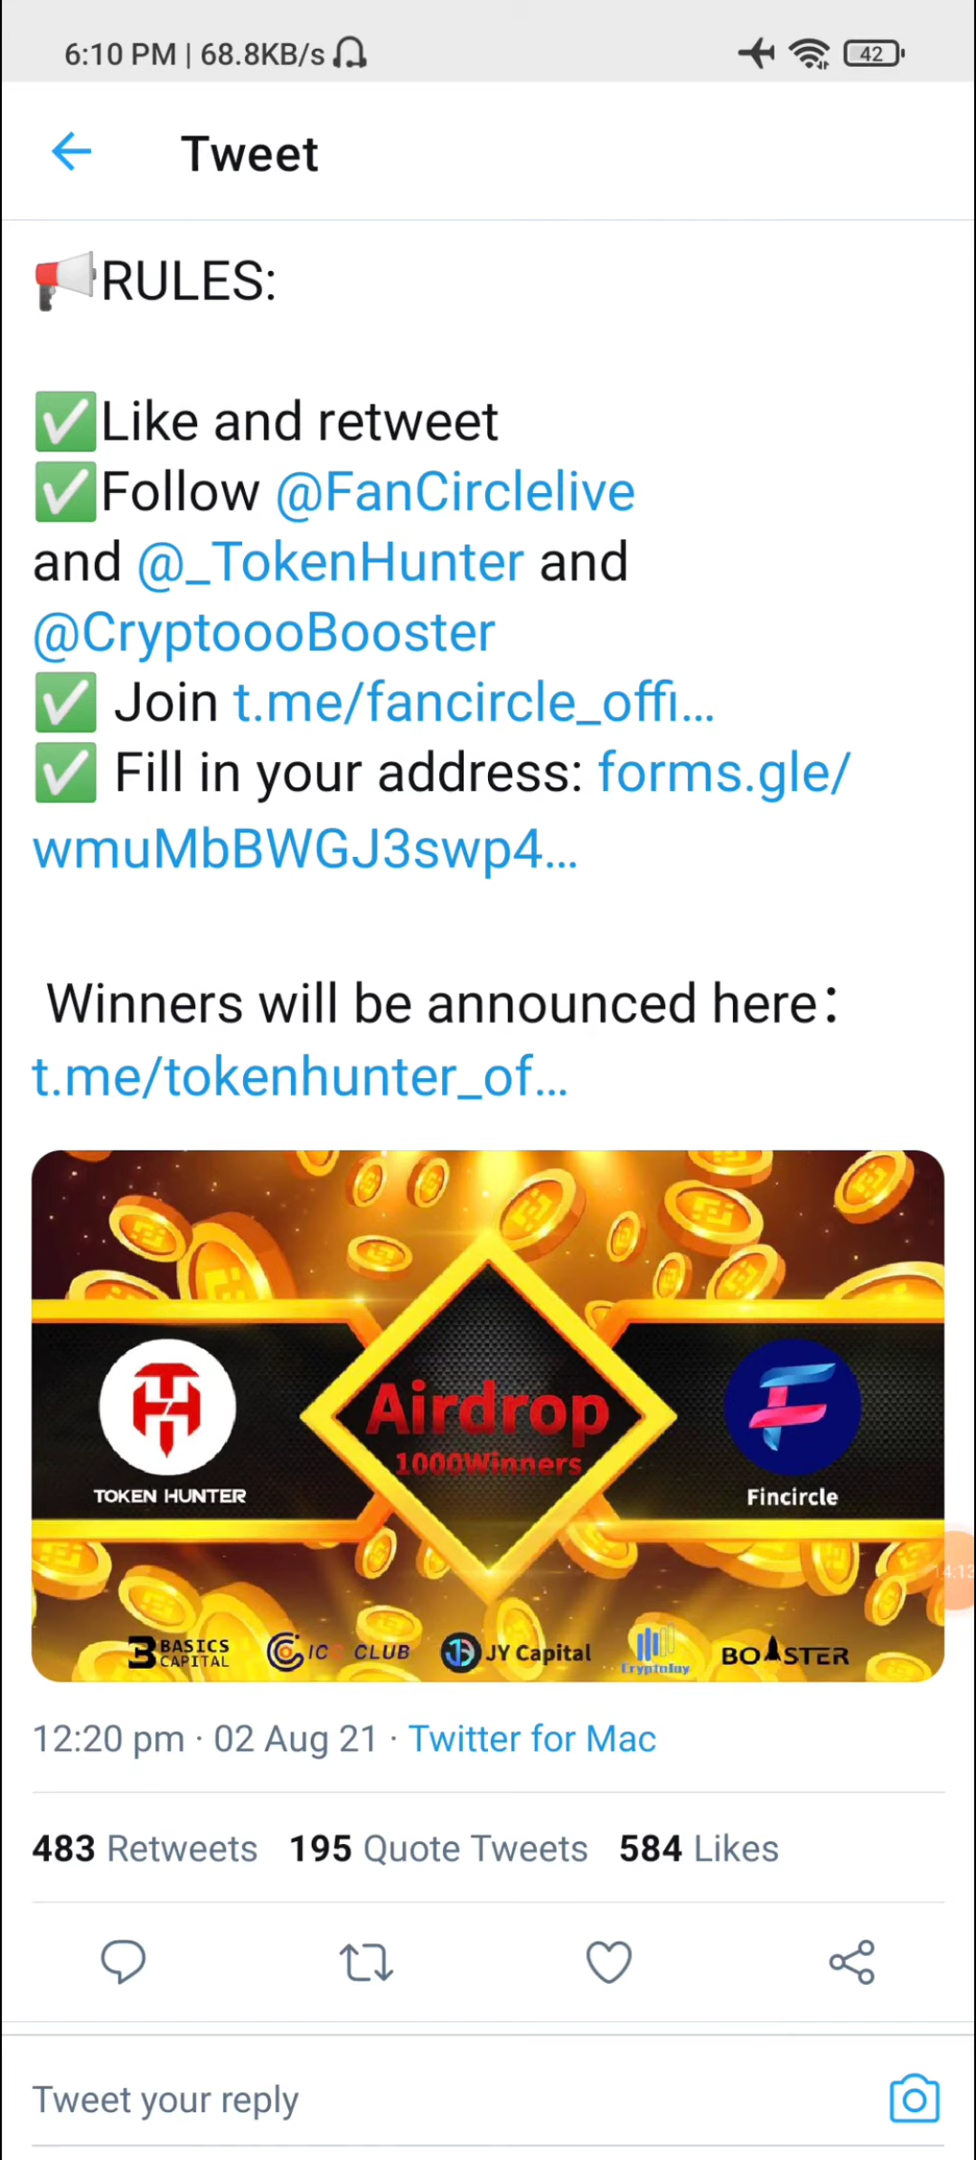 6:10 PM | 68.8KB/s
42
Tweet
📢RULES:
✅Like and retweet
✅Follow @FanCirclelive
and @_TokenHunter and
@CryptoooBooster
✅ Join t.me/fancircle_offi…
✅ Fill in your address: forms.gle/
wmuMbBWGJ3swp4…
Winners will be announced here：
t.me/tokenhunter_of…
Airdrop
1000Winners
TOKEN HUNTER
Fincircle
14:13
BASICS
CAPITAL
CLUB
JY Capital
BOOSTER
12:20 pm · 02 Aug 21 · Twitter for Mac
483 Retweets 195 Quote Tweets 584 Likes
Tweet your reply